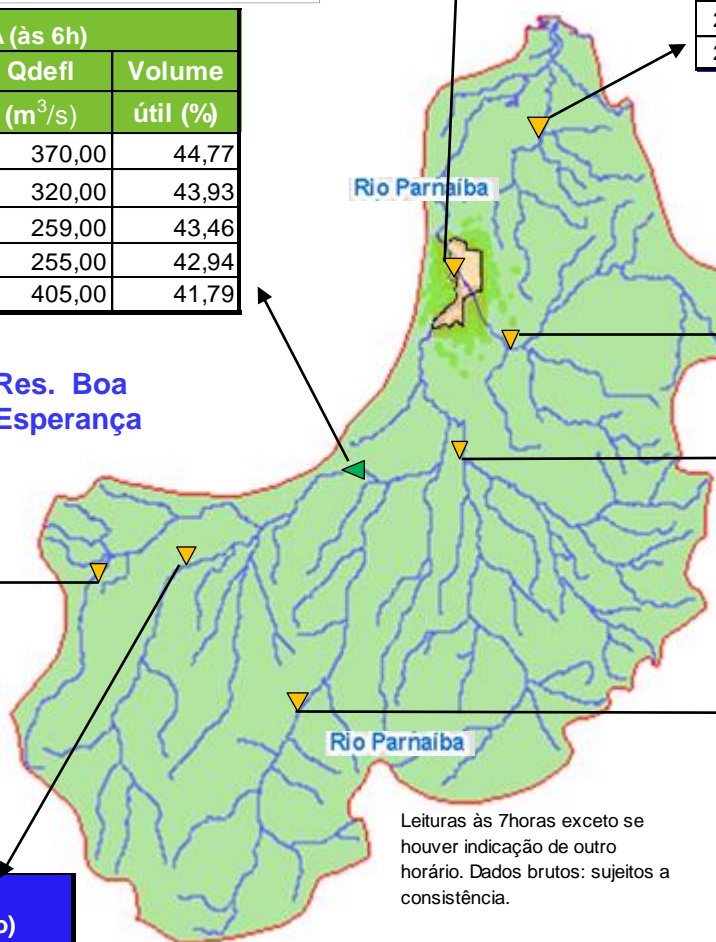 A (às 6h)
Qdefl Volume
(m³/s) útil (%)
370,00 44,77
320,00 43,93
259,00 43,46
255,00 42,94
405,00 41,79
2
2
Rio Parnaíba
Res. Boa
Esperança
Rio Parnaíba
Leituras às 7horas exceto se
houver indicação de outro
horário. Dados brutos: sujeitos a
consistência.
o)